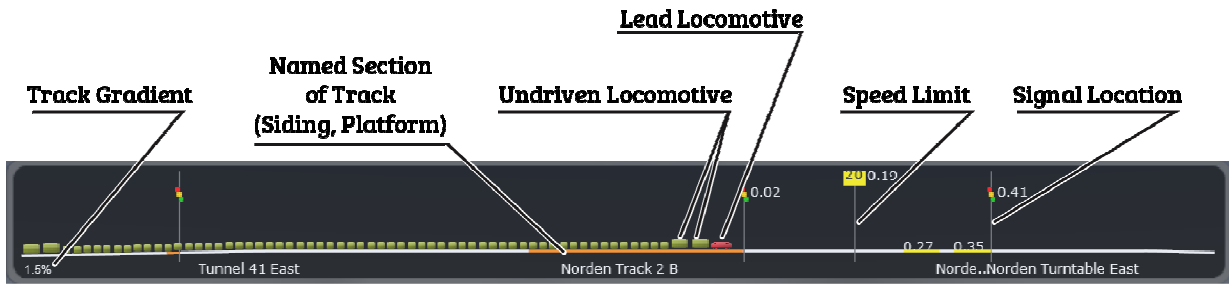 Lead Locomotive
Named Section
of Track
(Siding, Platform)
Track Gradient
Undriven Locomotive
Speed Limit
Signal Location
20 0.19
0.02
0.41
0.27
0.35
1.5%
Tunnel 41 East
Norden Track 2 B
Norde..Norden Turntable East